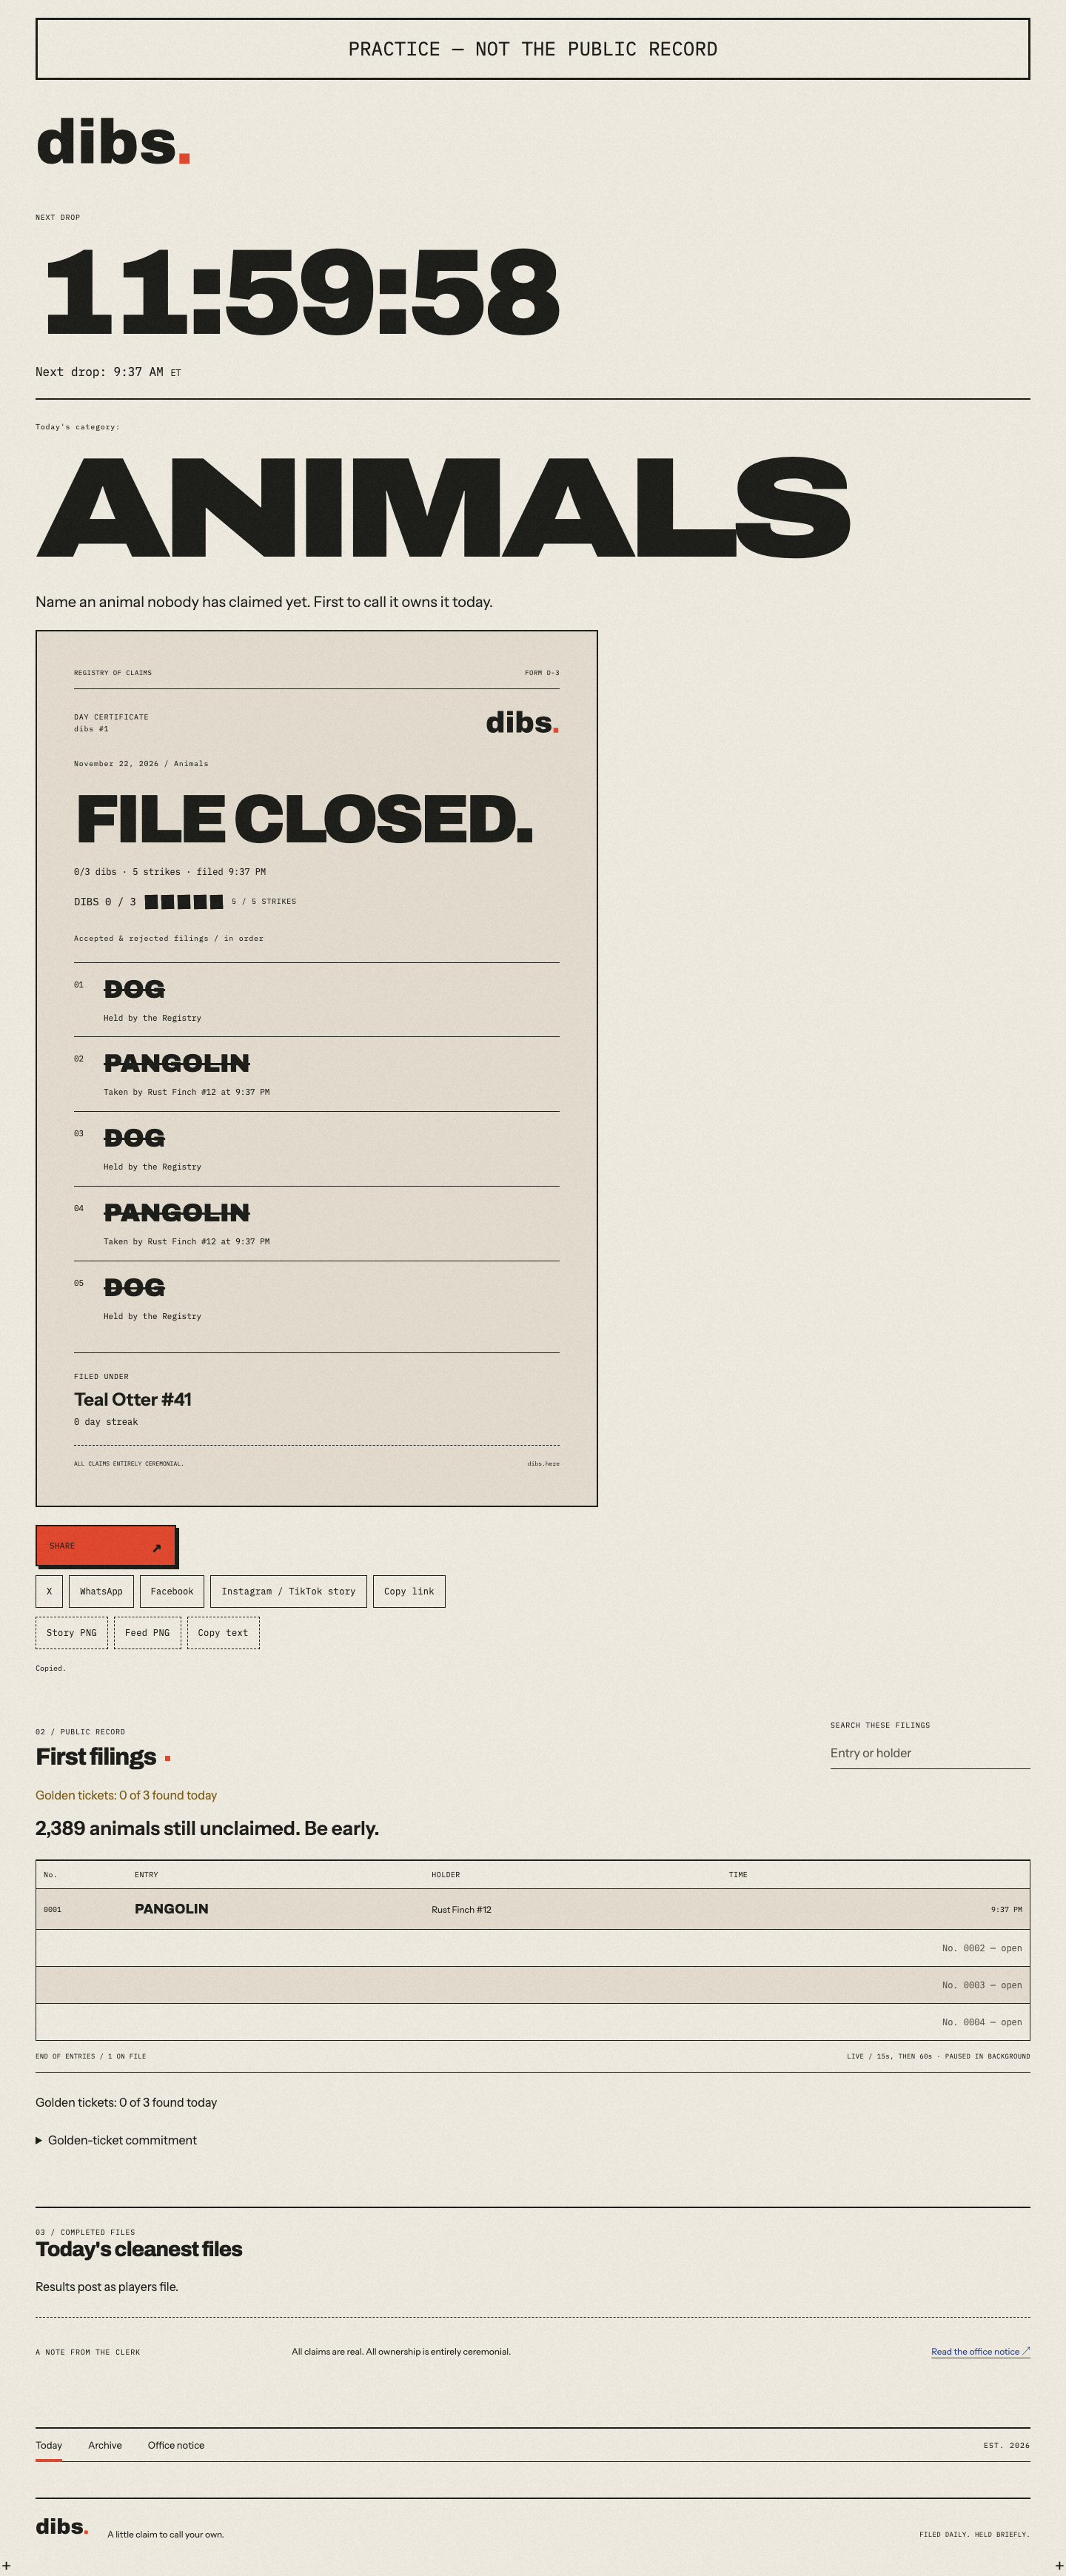 PRACTICE — NOT THE PUBLIC RECORD
dibs.
NEXT DROP
11:59:58
Next drop: 9:37 AM ET
Today's category:
ANIMALS
Name an animal nobody has claimed yet. First to call it owns it today.
REGISTRY OF CLAIMS FORM D-3
DAY CERTIFICATE
dibs #1
dibs.
November 22, 2026 / Animals
FILE CLOSED.
0/3 dibs · 5 strikes · filed 9:37 PM
DIBS 0 / 3 5 / 5 STRIKES
Accepted & rejected filings / in order
01 DOG
Held by the Registry
02 PANGOLIN
Taken by Rust Finch #12 at 9:37 PM
03 DOG
Held by the Registry
04 PANGOLIN
Taken by Rust Finch #12 at 9:37 PM
05 DOG
Held by the Registry
FILED UNDER
Teal Otter #41
0 day streak
ALL CLAIMS ENTIRELY CEREMONIAL. dibs.here
SHARE ↗
X WhatsApp Facebook Instagram / TikTok story Copy link
Story PNG Feed PNG Copy text
Copied.
02 / PUBLIC RECORD
First filings
SEARCH THESE FILINGS
Entry or holder
Golden tickets: 0 of 3 found today
2,389 animals still unclaimed. Be early.
No. ENTRY HOLDER TIME
0001 PANGOLIN Rust Finch #12 9:37 PM
No. 0002 — open
No. 0003 — open
No. 0004 — open
END OF ENTRIES / 1 ON FILE LIVE / 15s, THEN 60s · PAUSED IN BACKGROUND
Golden tickets: 0 of 3 found today
Golden-ticket commitment
03 / COMPLETED FILES
Today's cleanest files
Results post as players file.
A NOTE FROM THE CLERK All claims are real. All ownership is entirely ceremonial. Read the office notice ↗
Today Archive Office notice EST. 2026
dibs. A little claim to call your own. FILED DAILY. HELD BRIEFLY.